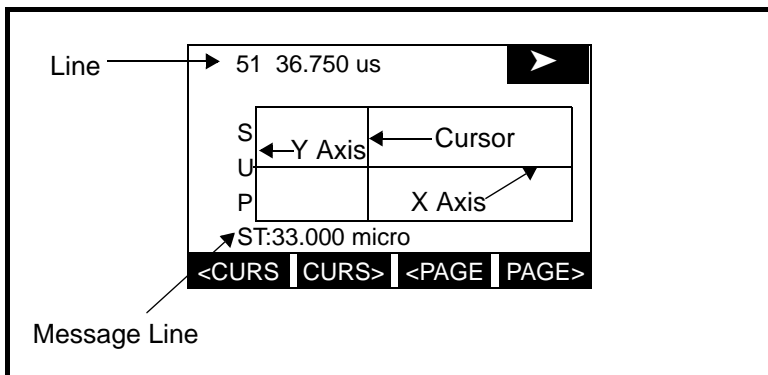 Line
51 36.750 us
➤
S
Y Axis
Cursor
U
P
X Axis
ST:33.000 micro
<CURS CURS> <PAGE PAGE>
Message Line